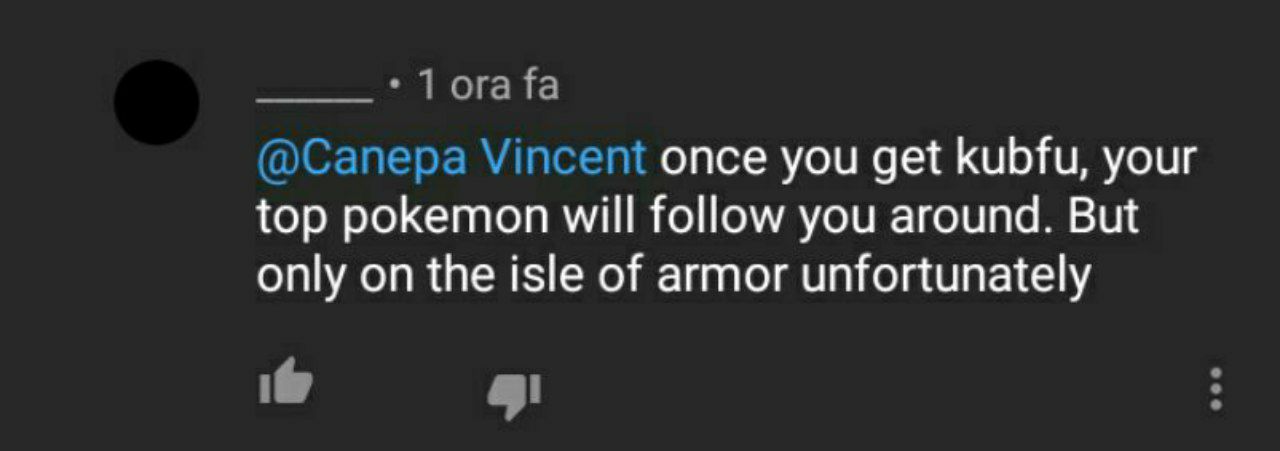 • 1 ora fa
@Canepa Vincent once you get kubfu, your
top pokemon will follow you around. But
only on the isle of armor unfortunately